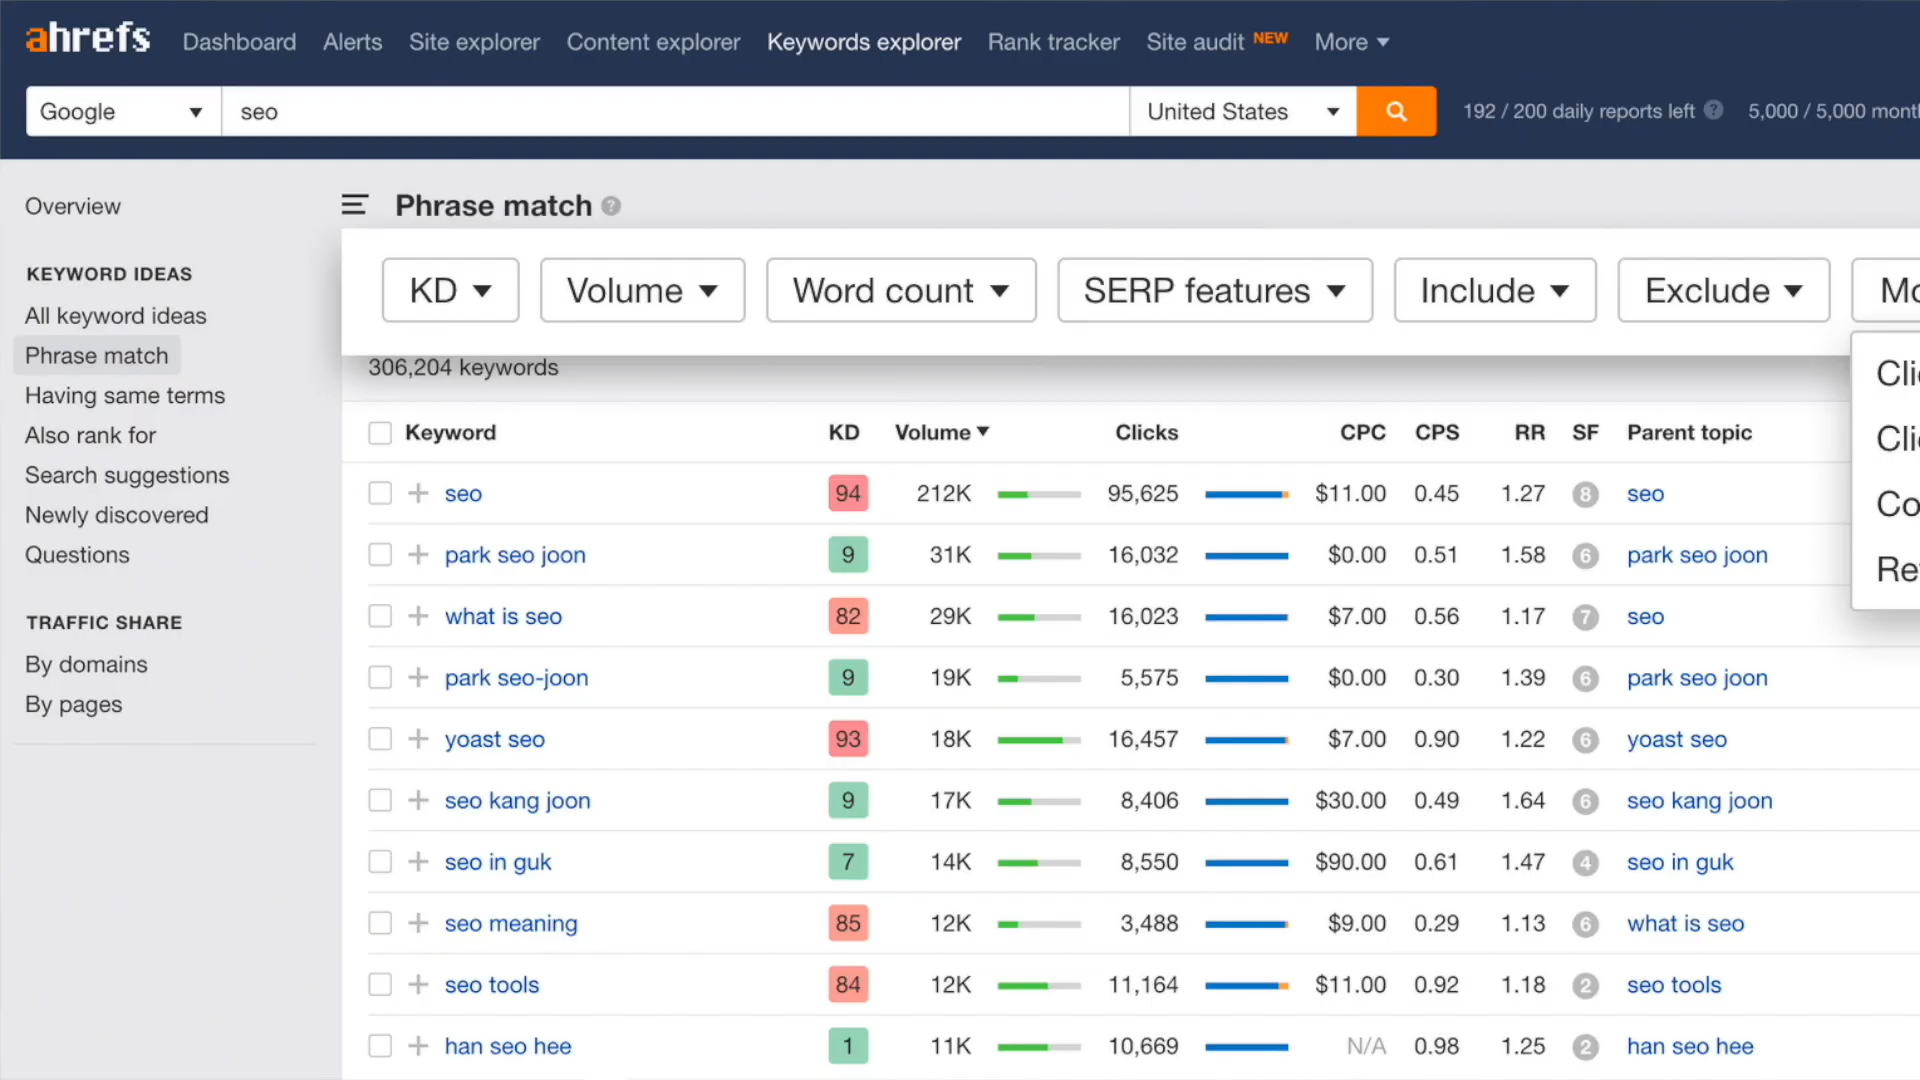 ahrefs Dashboard Alerts Site explorer Content explorer Keywords explorer Rank tracker Site audit NEW More
Google seo United States 192 / 200 daily reports left ? 5,000 / 5,000
Overview
KEYWORD IDEAS
All keyword ideas
Phrase match
Having same terms
Also rank for
Search suggestions
Newly discovered
Questions
TRAFFIC SHARE
By domains
By pages
Phrase match ?
KD Volume Word count SERP features Include Exclude
306,204 keywords
Keyword KD Volume Clicks CPC CPS RR SF Parent topic
seo 94 212K 95,625 $11.00 0.45 1.27 8 seo
park seo joon 9 31K 16,032 $0.00 0.51 1.58 6 park seo joon
what is seo 82 29K 16,023 $7.00 0.56 1.17 7 seo
park seo-joon 9 19K 5,575 $0.00 0.30 1.39 6 park seo joon
yoast seo 93 18K 16,457 $7.00 0.90 1.22 6 yoast seo
seo kang joon 9 17K 8,406 $30.00 0.49 1.64 6 seo kang joon
seo in guk 7 14K 8,550 $90.00 0.61 1.47 4 seo in guk
seo meaning 85 12K 3,488 $9.00 0.29 1.13 6 what is seo
seo tools 84 12K 11,164 $11.00 0.92 1.18 2 seo tools
han seo hee 1 11K 10,669 N/A 0.98 1.25 2 han seo hee